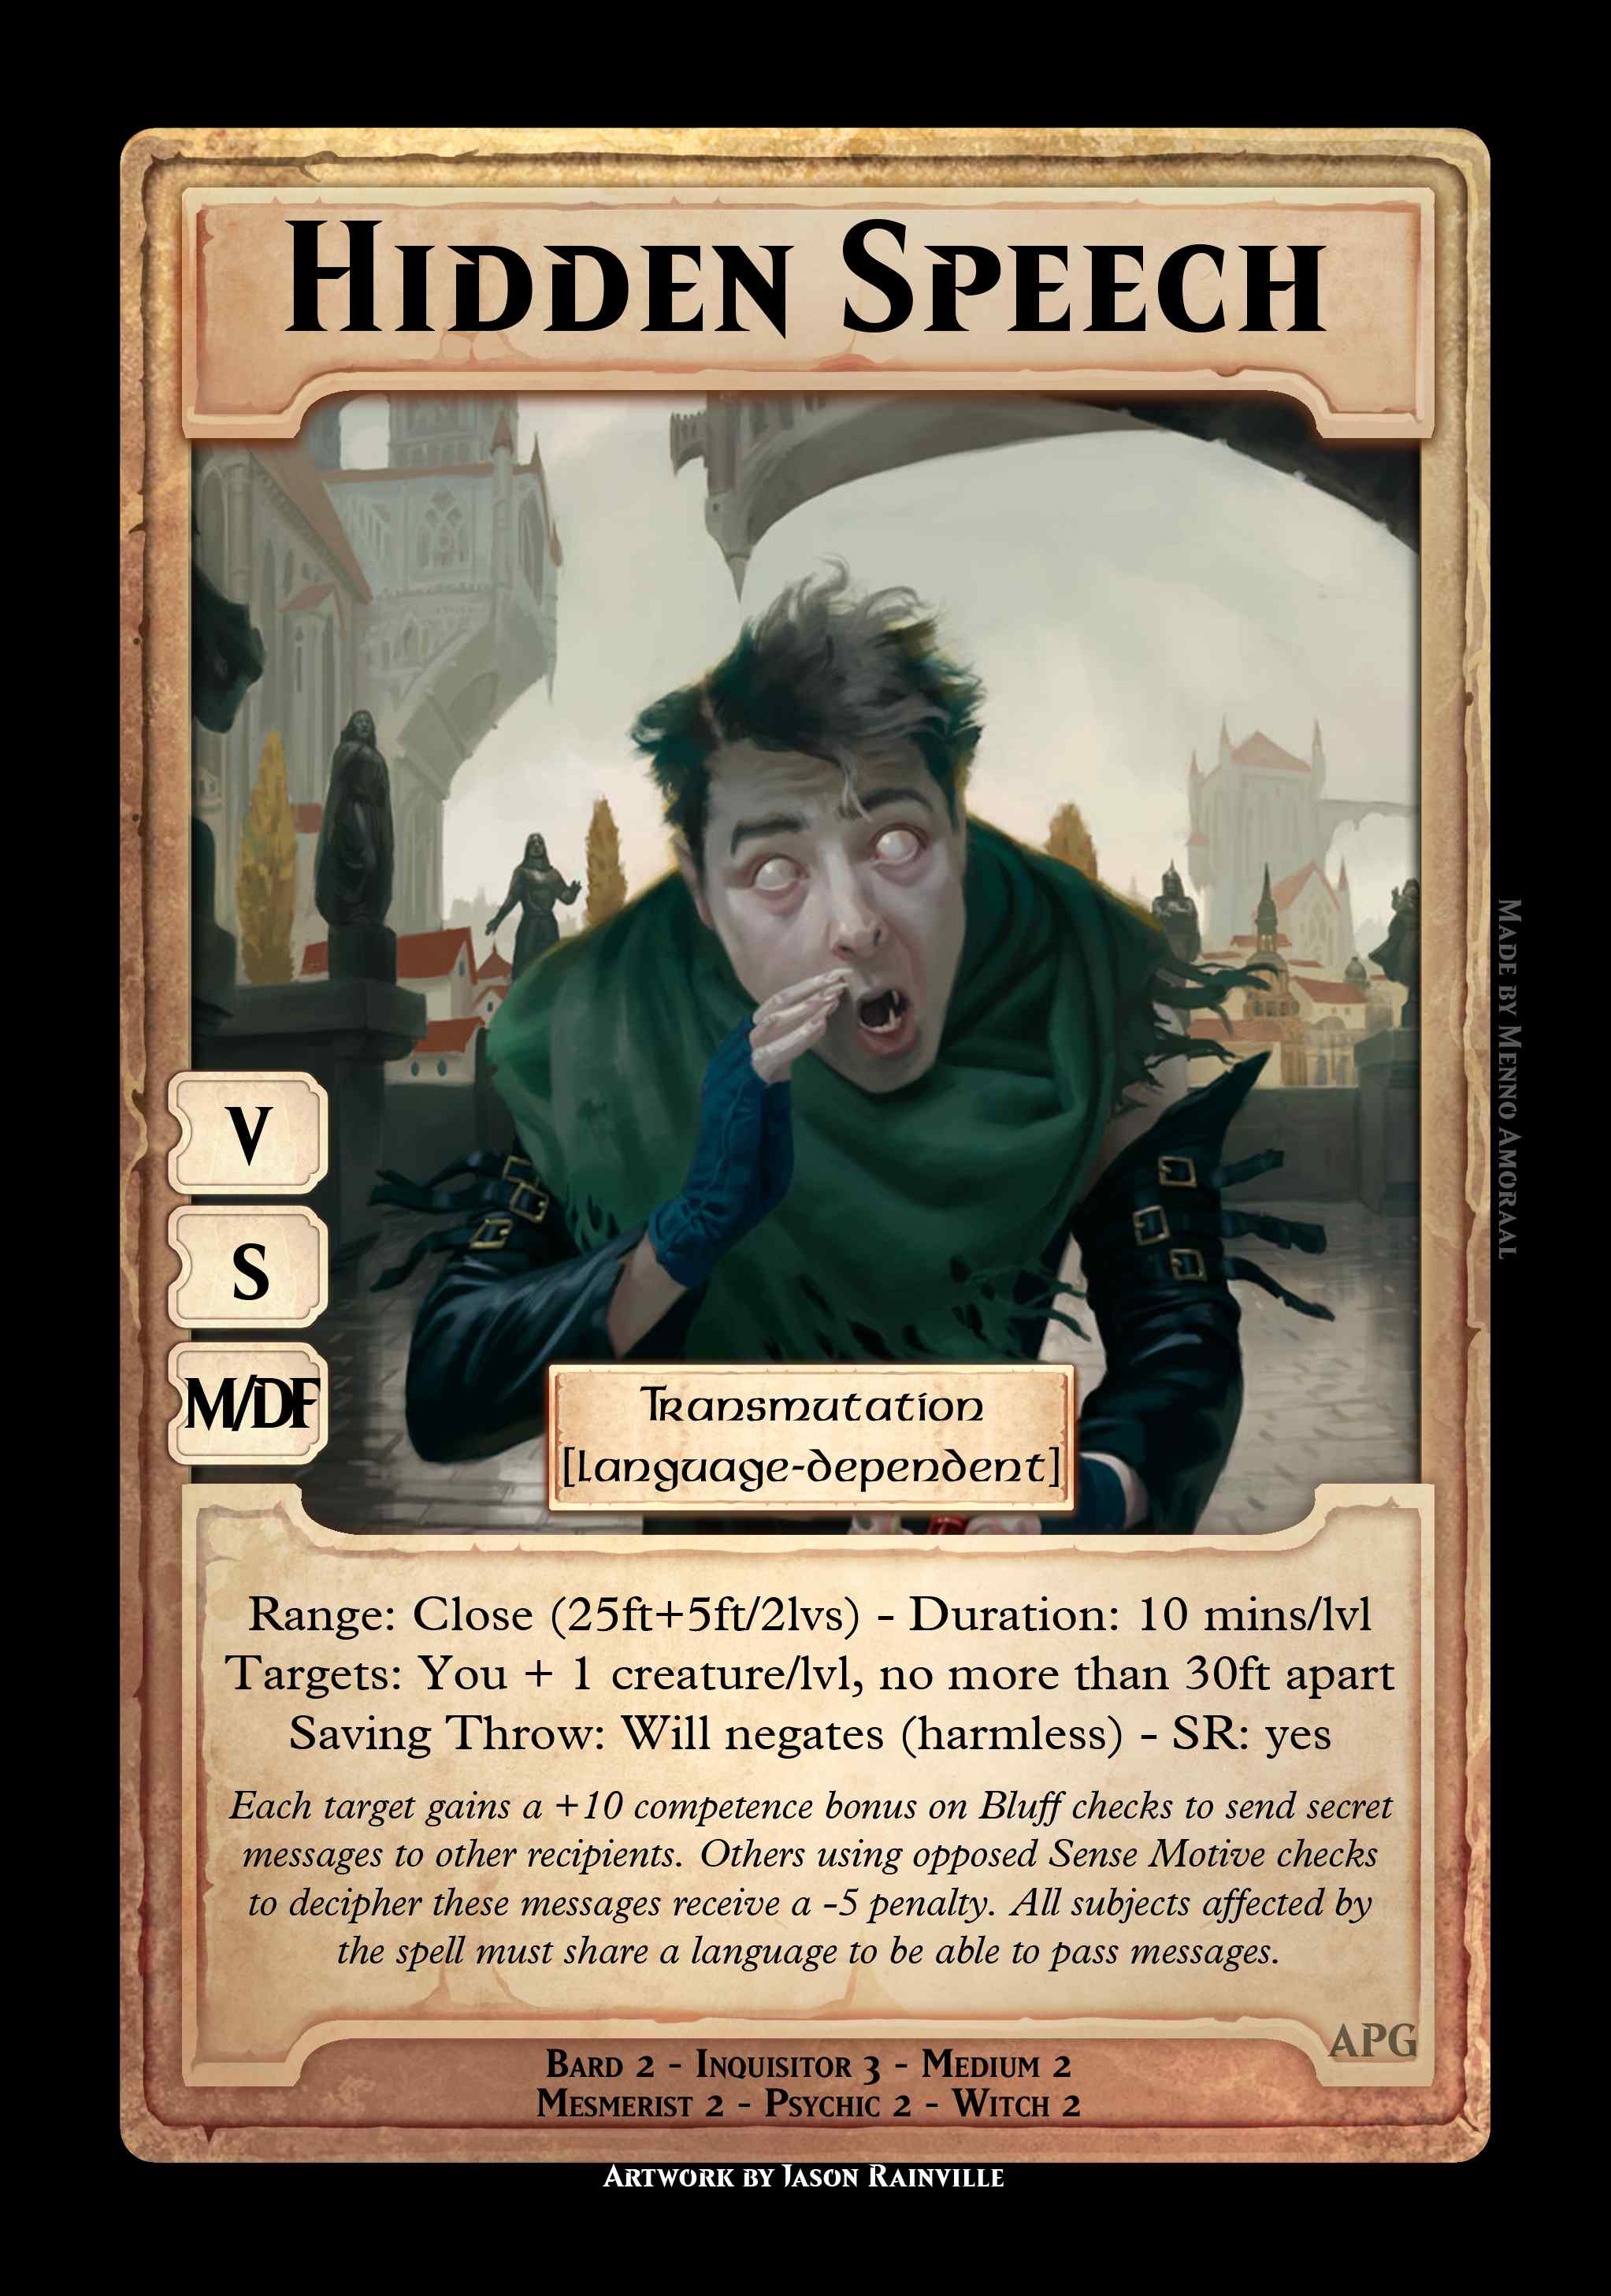 Hidden Speech
V
S
M/DF
Transmutation
[Language-dependent]
Range: Close (25ft+5ft/2lvs) - Duration: 10 mins/lvl
Targets: You + 1 creature/lvl, no more than 30ft apart
Saving Throw: Will negates (harmless) - SR: yes
Each target gains a +10 competence bonus on Bluff checks to send secret
messages to other recipients. Others using opposed Sense Motive checks
to decipher these messages receive a -5 penalty. All subjects affected by
the spell must share a language to be able to pass messages.
APG
Bard 2 - Inquisitor 3 - Medium 2
Mesmerist 2 - Psychic 2 - Witch 2
Artwork by Jason Rainville
Made by Menno Amoraal